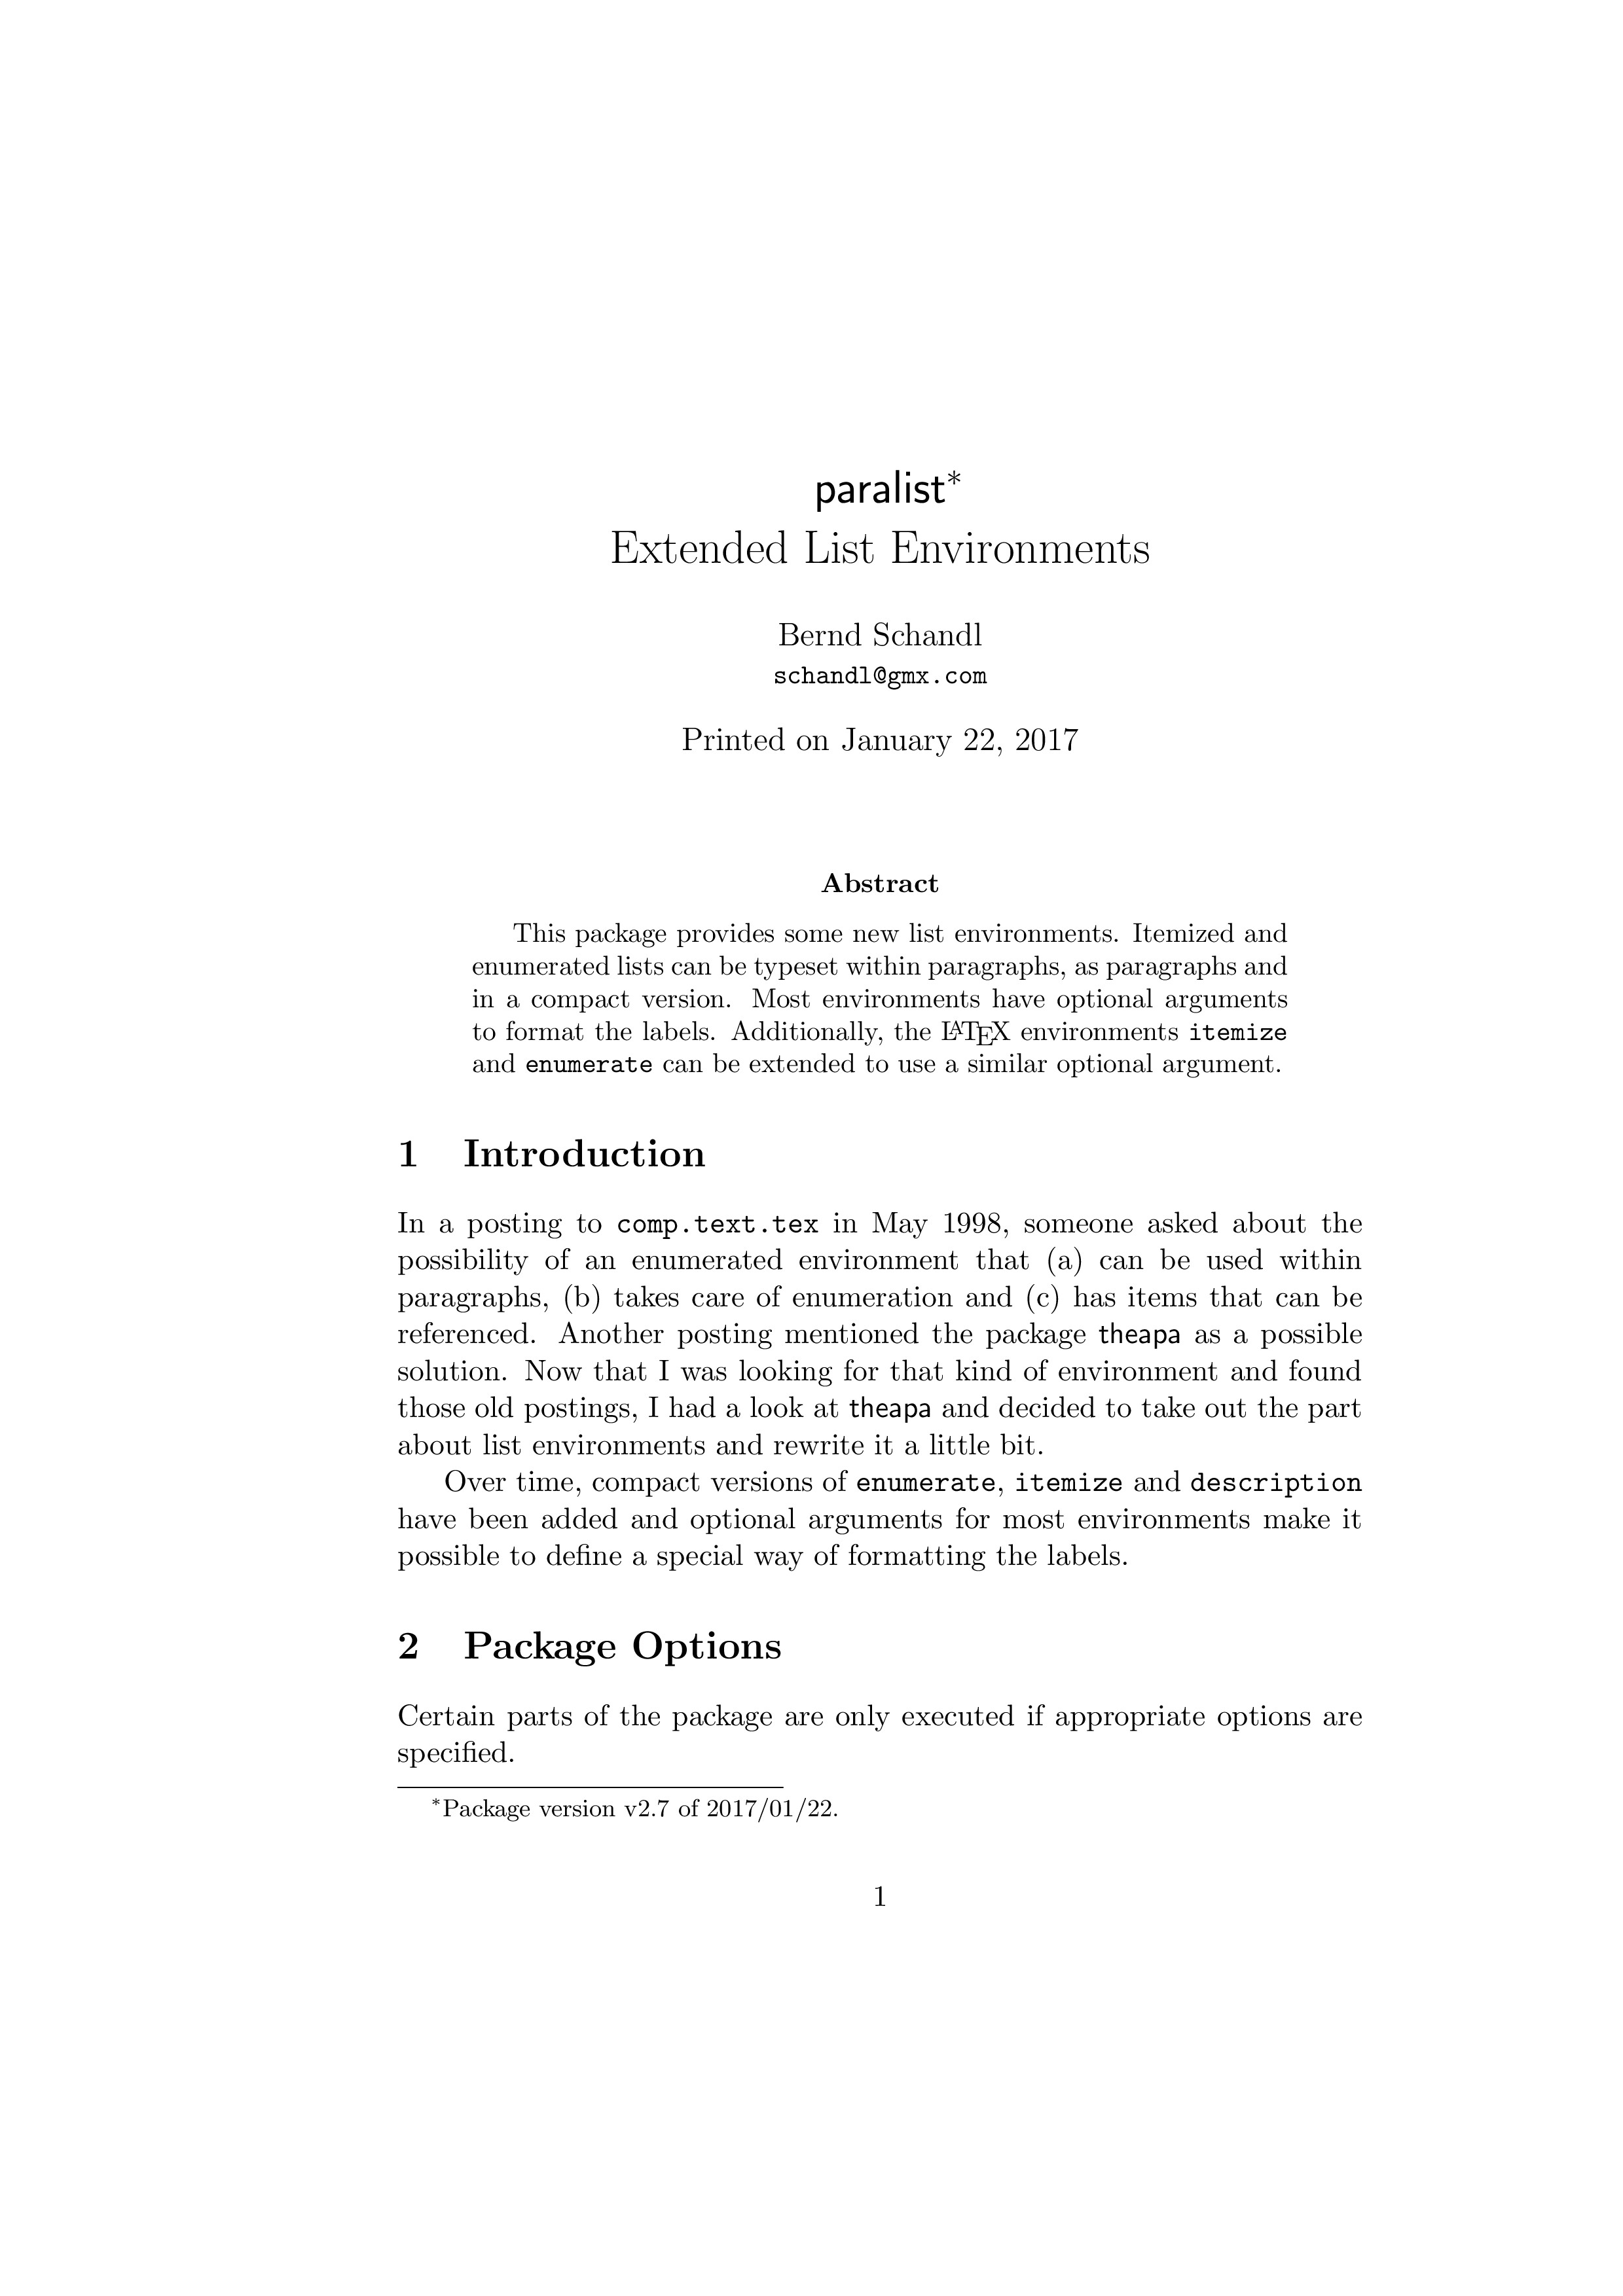 paralist*
Extended List Environments
Bernd Schandl
schandl@gmx.com
Printed on January 22, 2017
Abstract
This package provides some new list environments. Itemized and
enumerated lists can be typeset within paragraphs, as paragraphs and
in a compact version. Most environments have optional arguments
to format the labels. Additionally, the LATEX environments itemize
and enumerate can be extended to use a similar optional argument.
1 Introduction
In a posting to comp.text.tex in May 1998, someone asked about the
possibility of an enumerated environment that (a) can be used within
paragraphs, (b) takes care of enumeration and (c) has items that can be
referenced. Another posting mentioned the package theapa as a possible
solution. Now that I was looking for that kind of environment and found
those old postings, I had a look at theapa and decided to take out the part
about list environments and rewrite it a little bit.
Over time, compact versions of enumerate, itemize and description
have been added and optional arguments for most environments make it
possible to define a special way of formatting the labels.
2 Package Options
Certain parts of the package are only executed if appropriate options are
specified.
*Package version v2.7 of 2017/01/22.
1